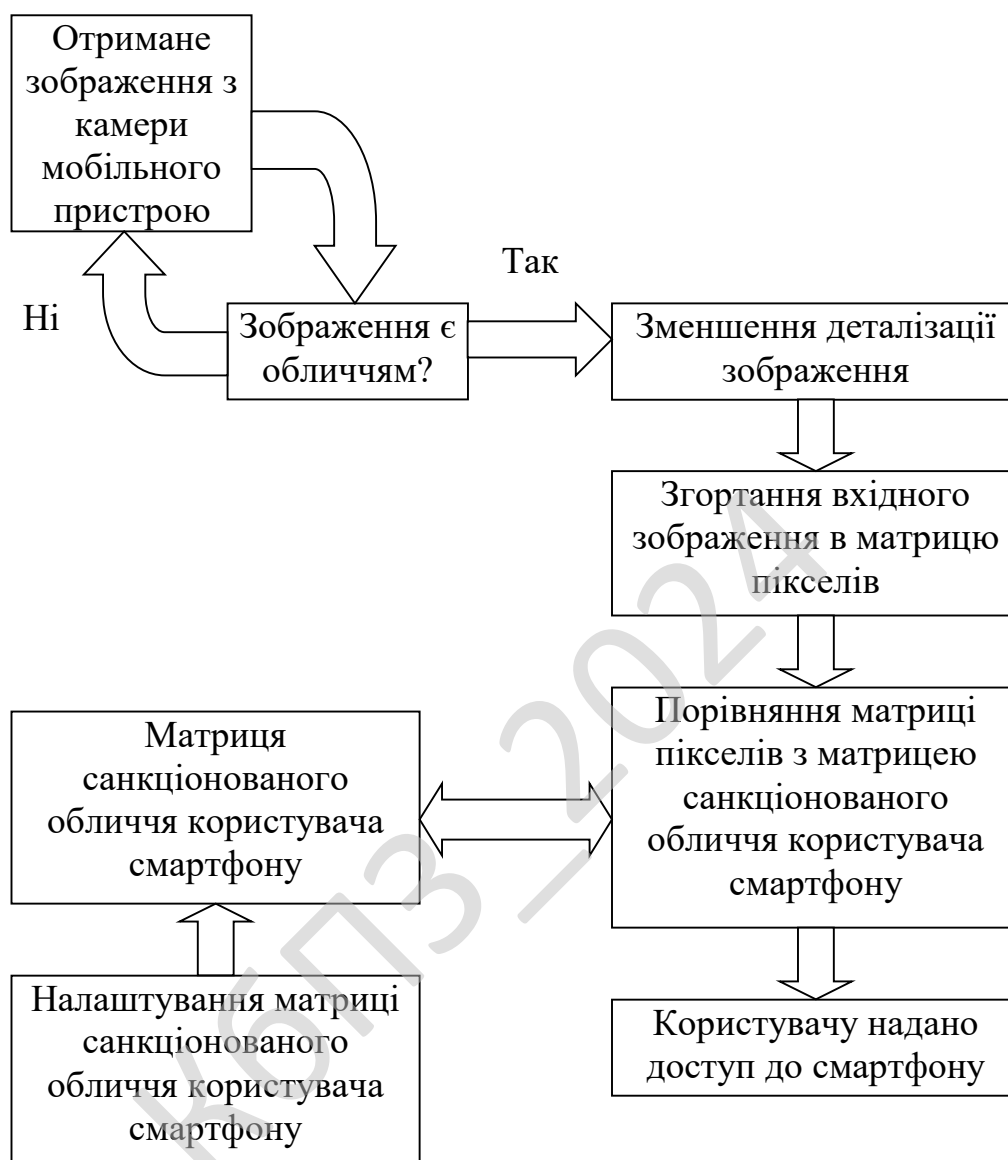 Отримане
зображення з
камери
мобільного
пристрою
Так
Ні
Зображення є
обличчям?
Зменшення деталізації
зображення
Згортання вхідного
зображення в матрицю
пікселів
Порівняння матриці
пікселів з матрицею
санкціонованого
обличчя користувача
смартфону
Матриця
санкціонованого
обличчя користувача
смартфону
Налаштування матриці
санкціонованого
обличчя користувача
смартфону
Користувачу надано
доступ до смартфону
КбПЗ_2024